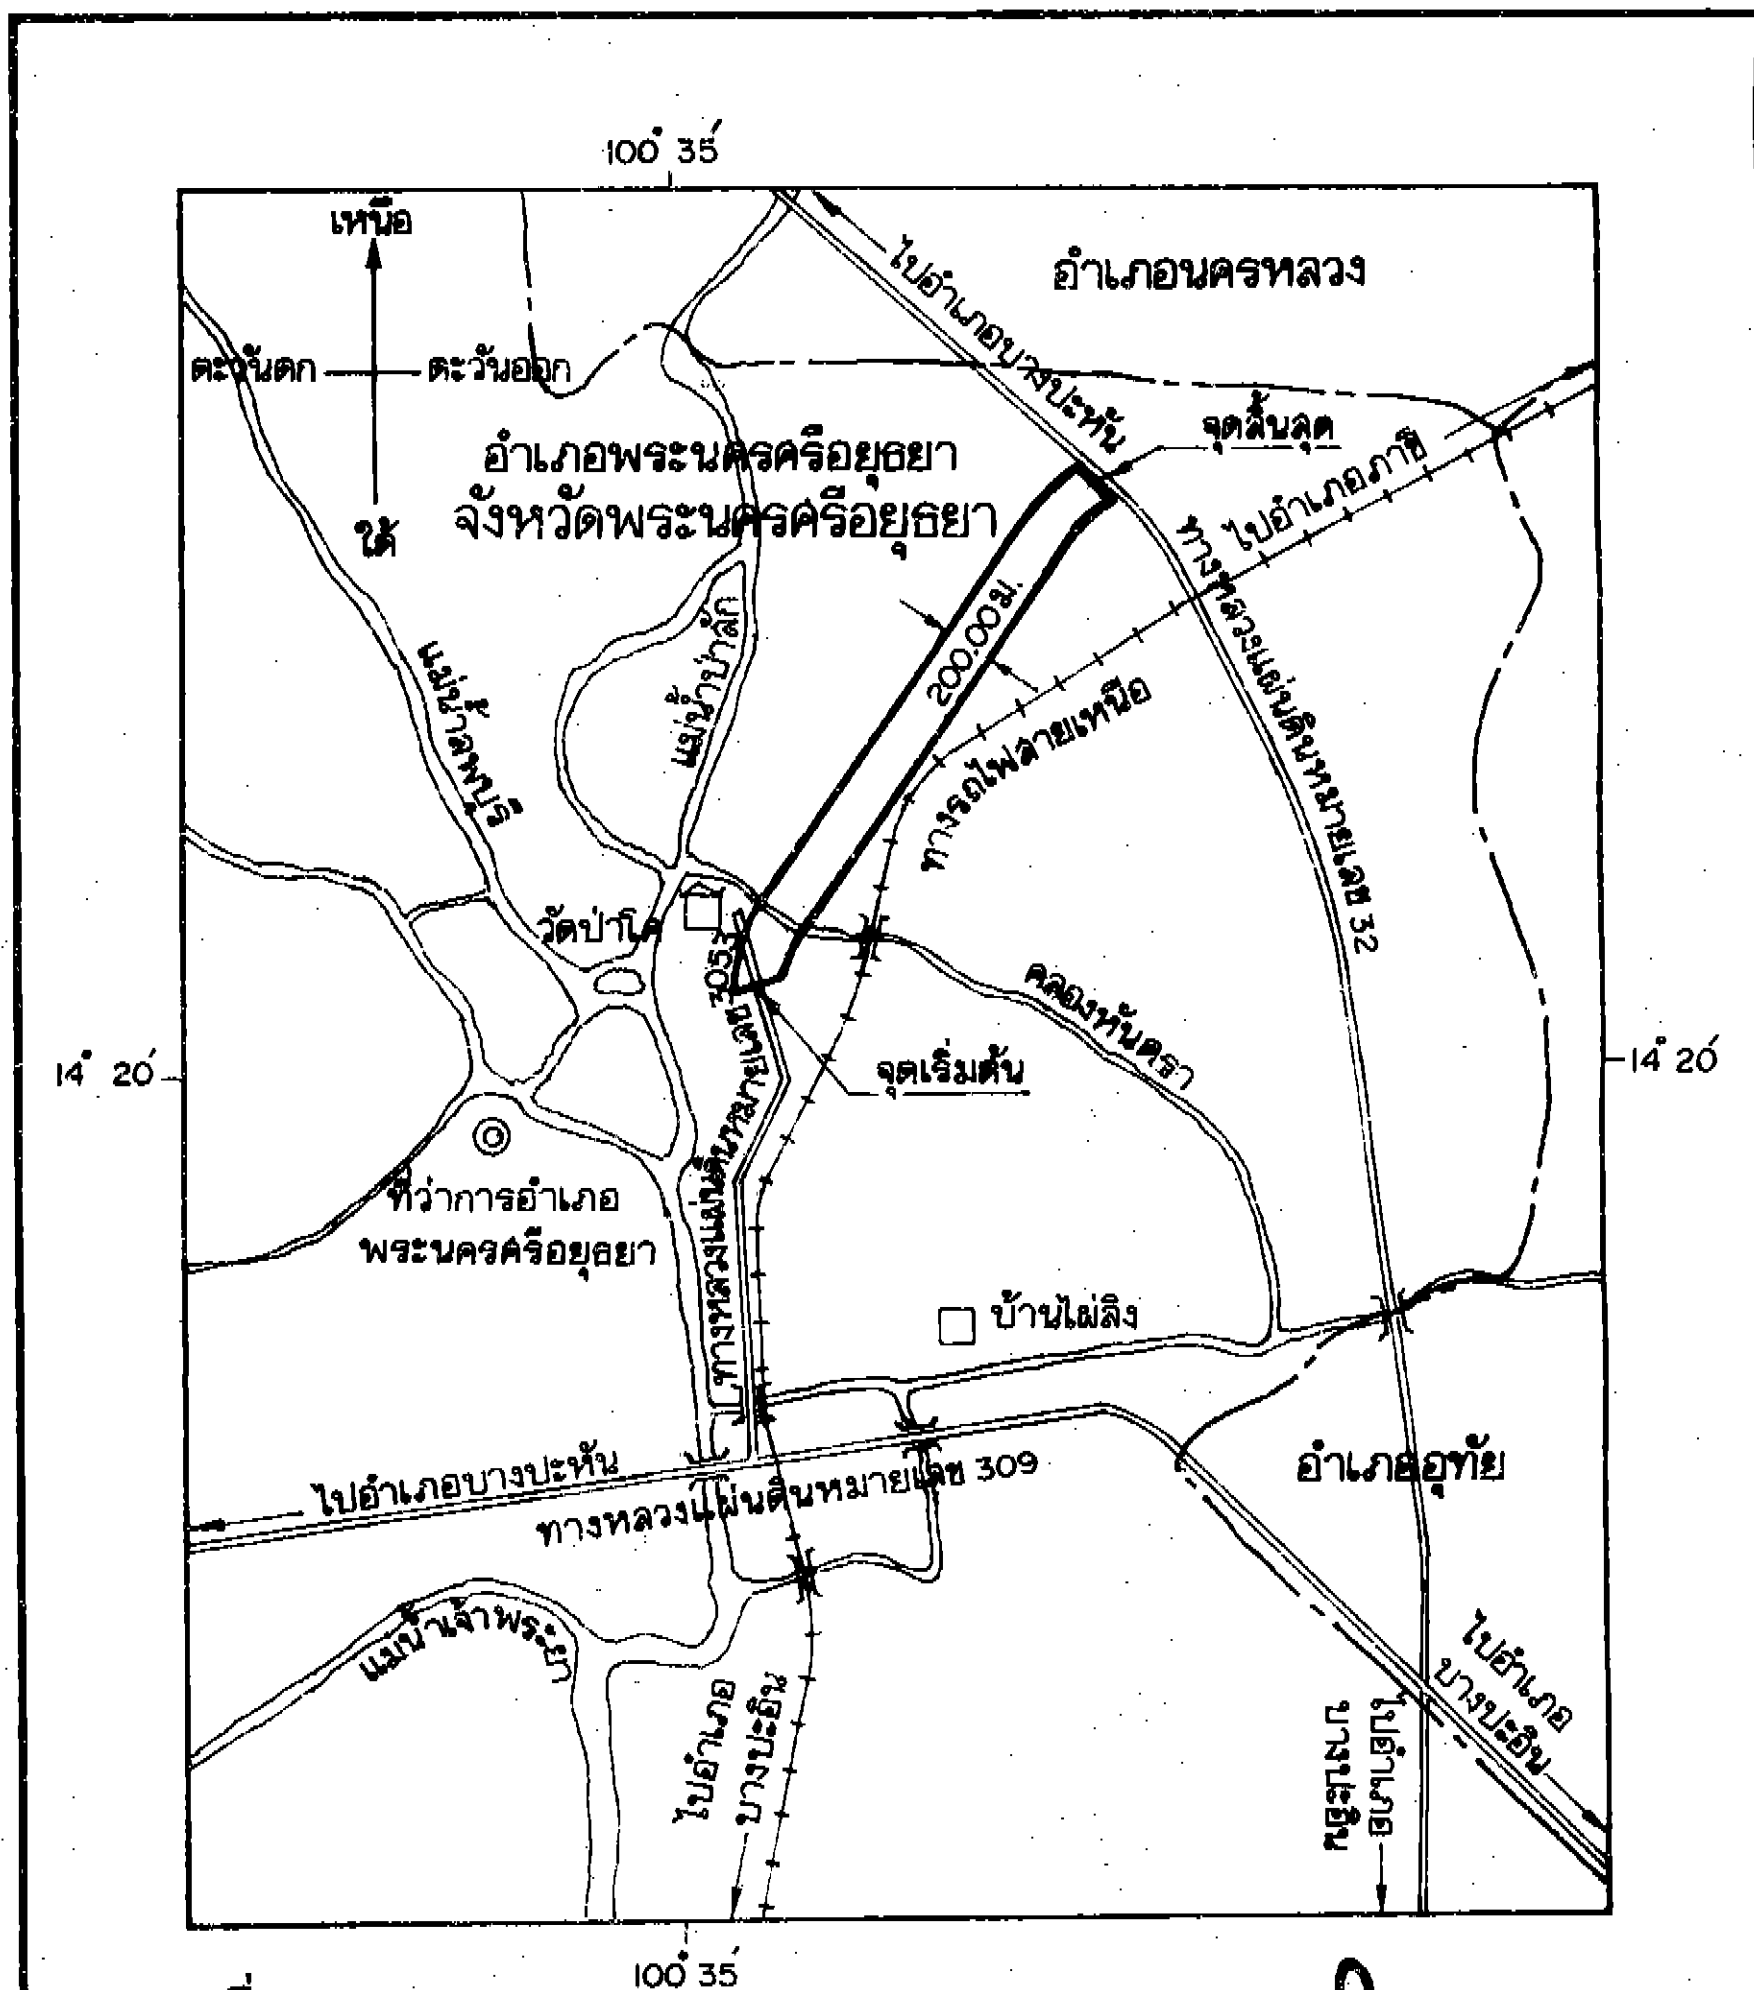 100° 35′
เหนือ
ตะวันตก
ตะวันออก
ใต้
ไปอำเภอบางปะหัน
อำเภอนครหลวง
จุดสิ้นสุด
อำเภอพระนครศรีอยุธยา
จังหวัดพระนครศรีอยุธยา
ไปอำเภอภาชี
200.00 ม.
แม่น้ำป่าสัก
แม่น้ำลพบุรี
ทางรถไฟสายเหนือ
ทางหลวงแผ่นดินหมายเลข 32
วัดป่าโค
ทางหลวงแผ่นดินหมายเลข 3053
คลองหันตรา
14° 20′
จุดเริ่มต้น
14° 20′
ที่ว่าการอำเภอ
พระนครศรีอยุธยา
บ้านไผ่ลิง
ไปอำเภอบางปะหัน
ทางหลวงแผ่นดินหมายเลข 309
อำเภออุทัย
แม่น้ำเจ้าพระยา
ไปอำเภอ
บางปะอิน
ไปอำเภอ
บางปะอิน
ไปอำเภอ
บางปะอิน
100° 35′